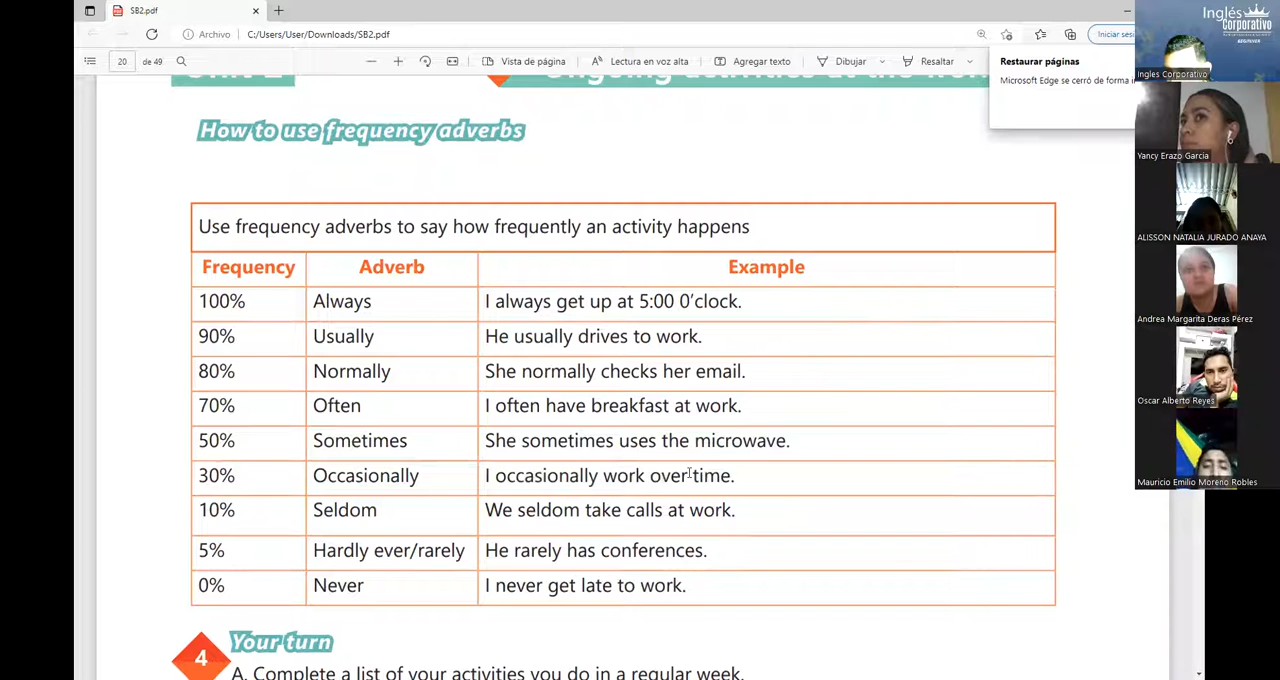 SB2.pdf
Archivo
C:/Users/User/Downloads/SB2.pdf
Iniciar
20
de 49
Vista de página
Lectura en voz alta
Agregar texto
Dibujar
Resaltar
Restaurar páginas
Microsoft Edge se cerró de forma
How to use frequency adverbs
Use frequency adverbs to say how frequently an activity happens
Frequency Adverb Example
100% Always I always get up at 5:00 0’clock.
90% Usually He usually drives to work.
80% Normally She normally checks her email.
70% Often I often have breakfast at work.
50% Sometimes She sometimes uses the microwave.
30% Occasionally I occasionally work overtime.
10% Seldom We seldom take calls at work.
5% Hardly ever/rarely He rarely has conferences.
0% Never I never get late to work.
4 Your turn
A. Complete a list of your activities you do in a regular week.
Inglés
Corporativo
BEGINNER
Ingles Corporativo
Yancy Erazo Garcia
ALISSON NATALIA JURADO ANAYA
Andrea Margarita Deras Pérez
Oscar Alberto Reyes
Mauricio Emilio Moreno Robles